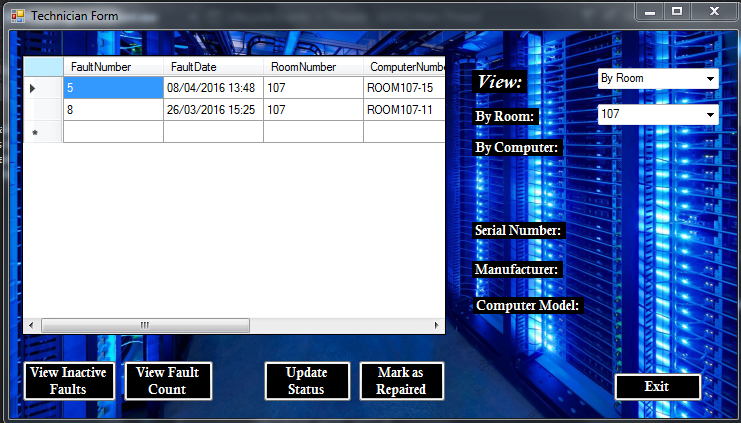 Technician Form
FaultNumber FaultDate RoomNumber ComputerNumbe
5 08/04/2016 13:48 107 ROOM107-15
8 26/03/2016 15:25 107 ROOM107-11
*
View: By Room
By Room: 107
By Computer:
Serial Number:
Manufacturer:
Computer Model:
View Inactive
Faults
View Fault
Count
Update
Status
Mark as
Repaired
Exit